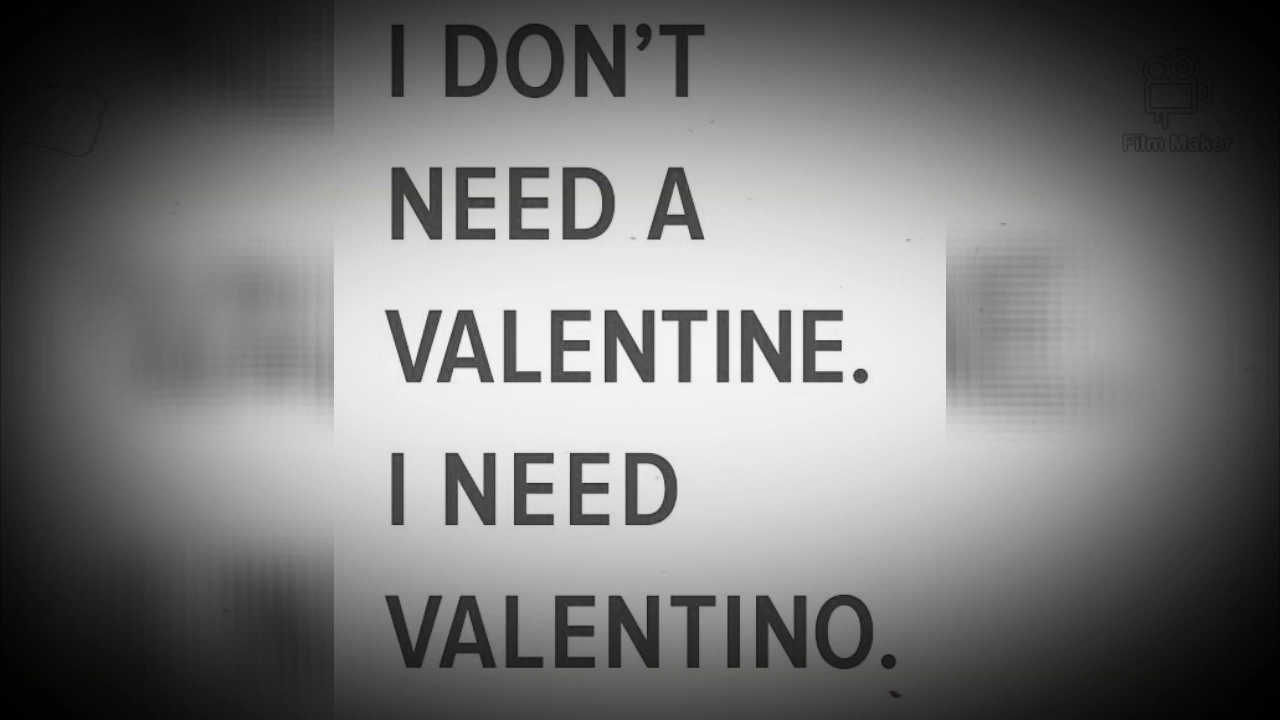 I DON’T
NEED A
VALENTINE.
I NEED
VALENTINO.
Film Maker